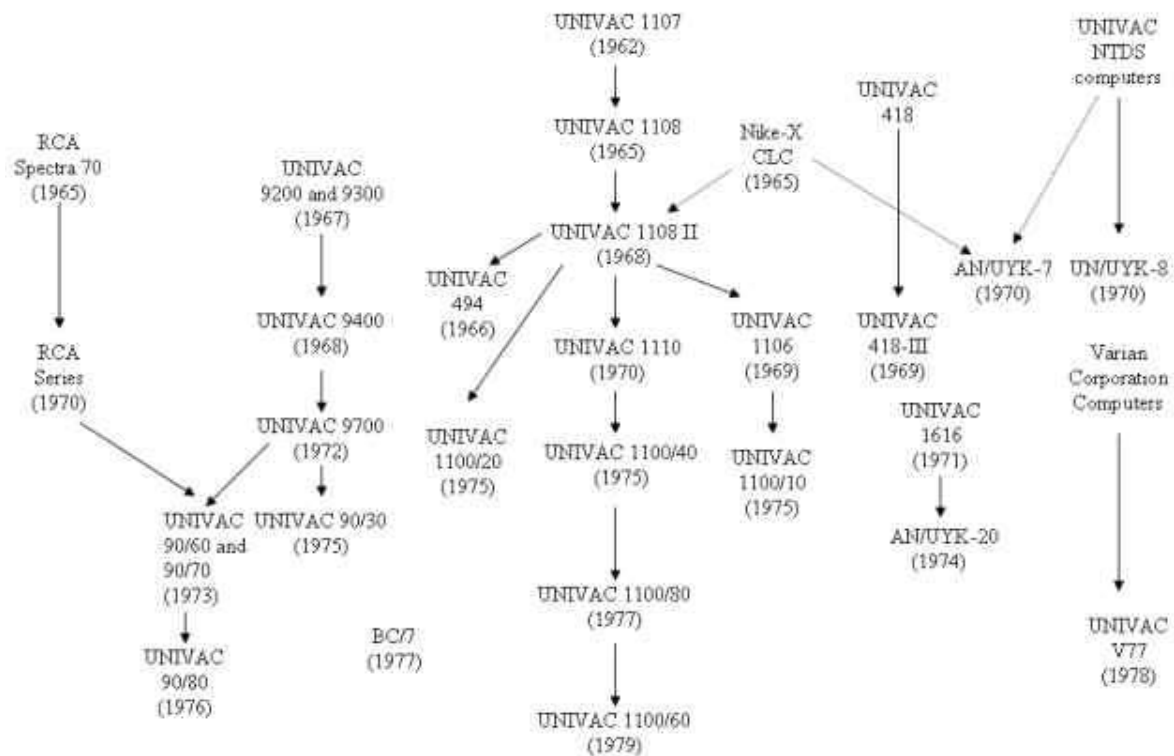 UNIVAC 1107
(1962)
UNIVAC
NTDS
computers
UNIVAC
418
UNIVAC 1108
(1965)
Nike-X
CLC
(1965)
RCA
Spectra 70
(1965)
UNIVAC
9200 and 9300
(1967)
UNIVAC 1108 II
(1968)
AN/UYK-7
(1970)
UN/UYK-8
(1970)
UNIVAC
494
(1966)
UNIVAC 9400
(1968)
UNIVAC
1106
(1969)
UNIVAC
418-III
(1969)
UNIVAC 1110
(1970)
RCA
Series
(1970)
Varian
Corporation
Computers
UNIVAC 9700
(1972)
UNIVAC
1100/20
(1975)
UNIVAC 1100/40
(1975)
UNIVAC
1100/10
(1975)
UNIVAC
1616
(1971)
UNIVAC
90/60 and
90/70
(1973)
UNIVAC 90/30
(1975)
AN/UYK-20
(1974)
UNIVAC 1100/80
(1977)
BC/7
(1977)
UNIVAC
V77
(1978)
UNIVAC
90/80
(1976)
UNIVAC 1100/60
(1979)